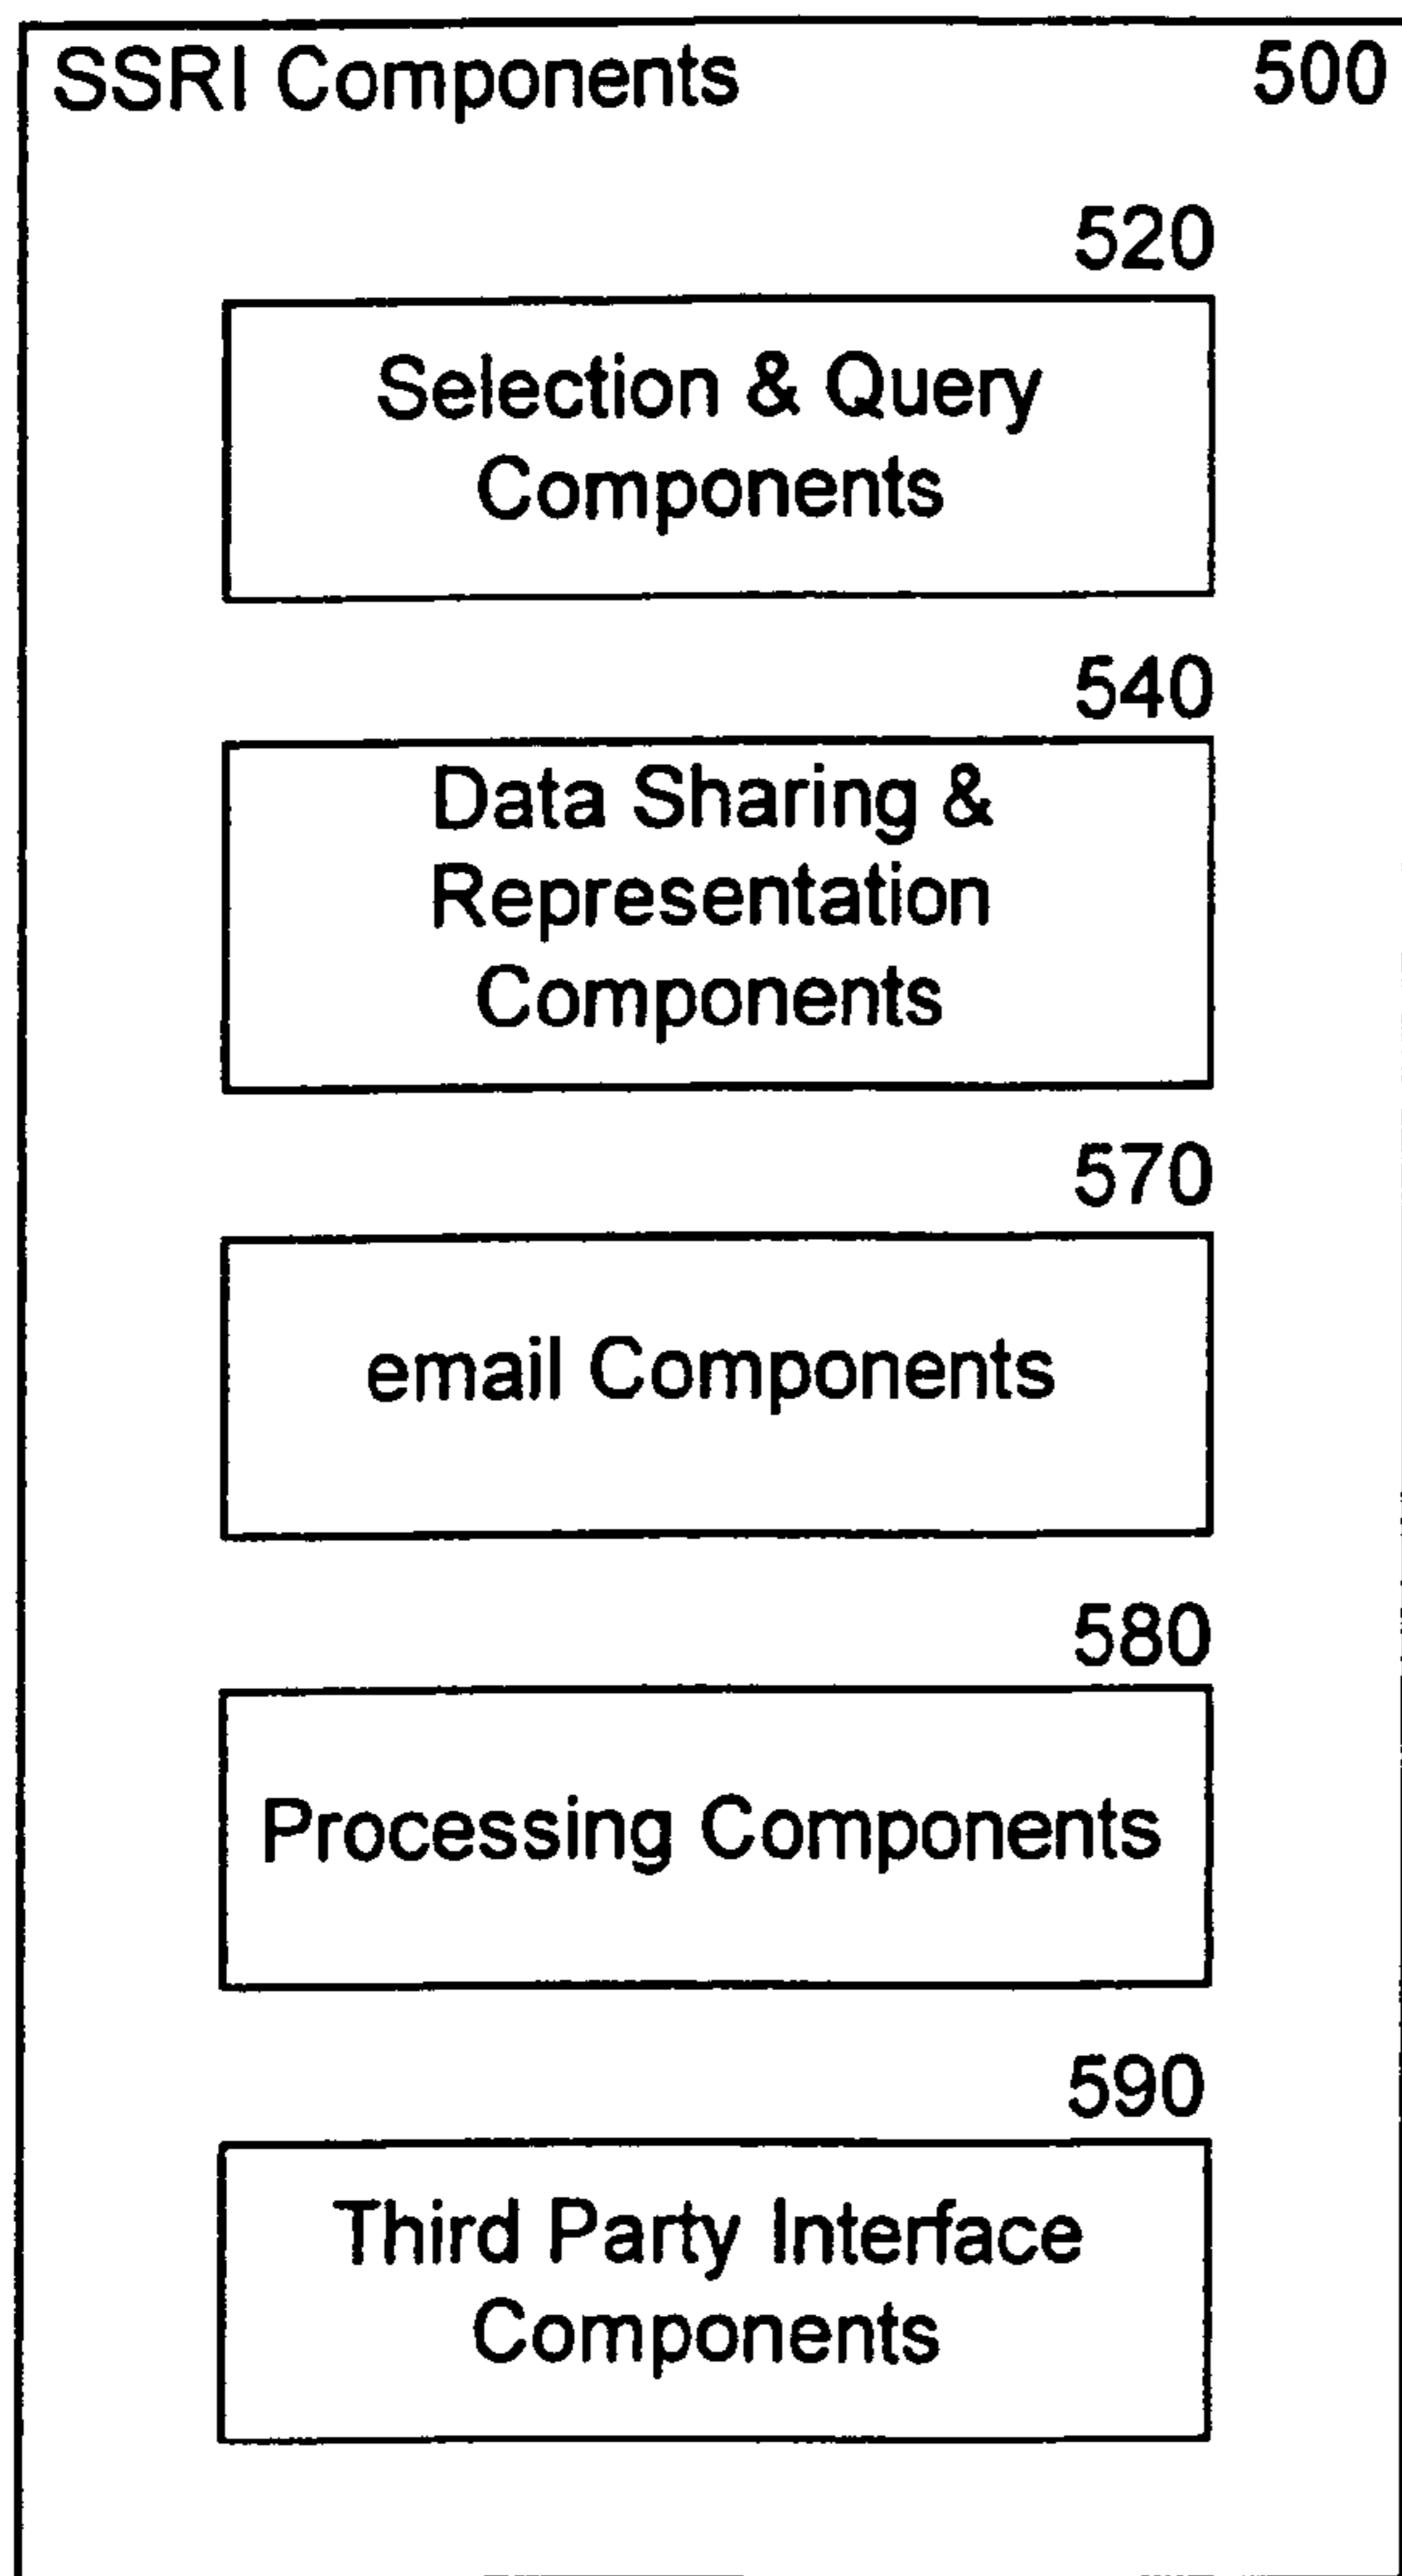 SSRI Components 500
520
Selection & Query
Components
540
Data Sharing &
Representation
Components
570
email Components
580
Processing Components
590
Third Party Interface
Components